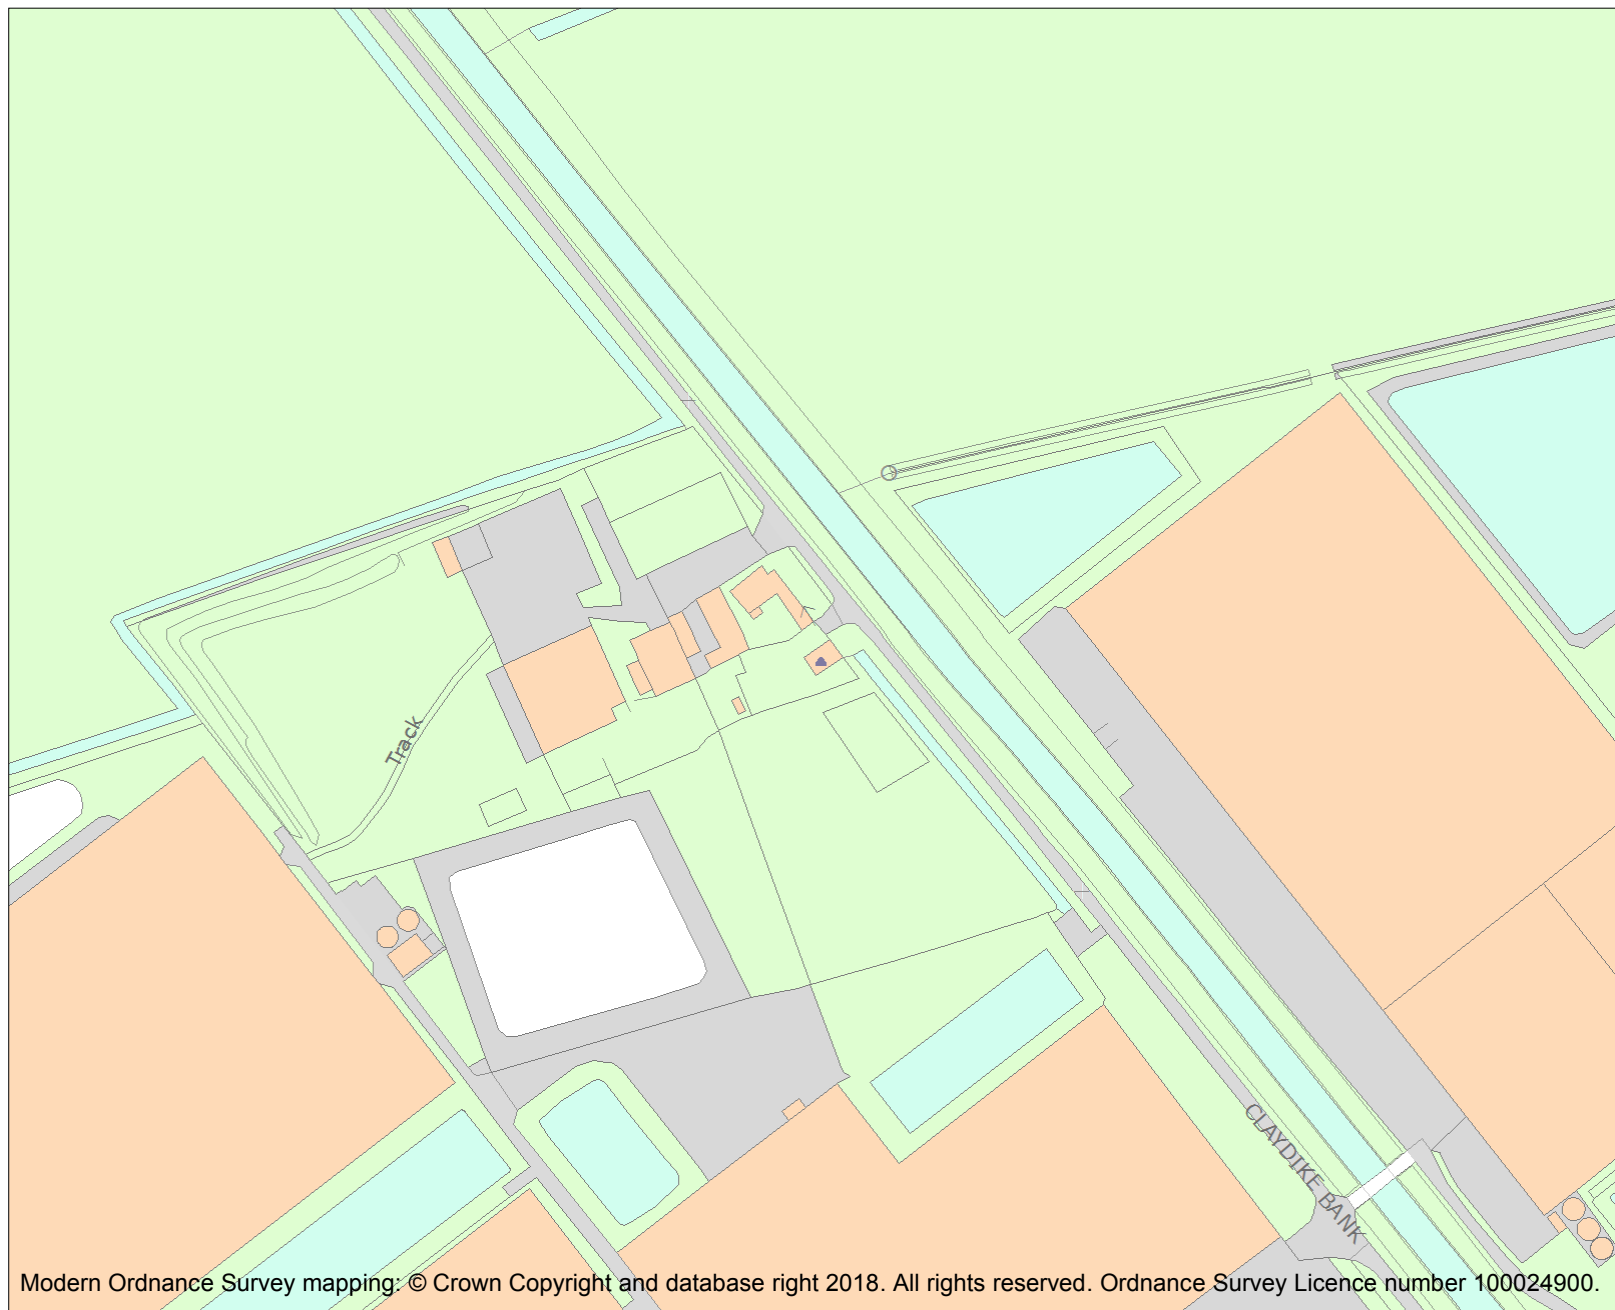 Track
CLAYDIKE BANK
Modern Ordnance Survey mapping: © Crown Copyright and database right 2018. All rights reserved. Ordnance Survey Licence number 100024900.